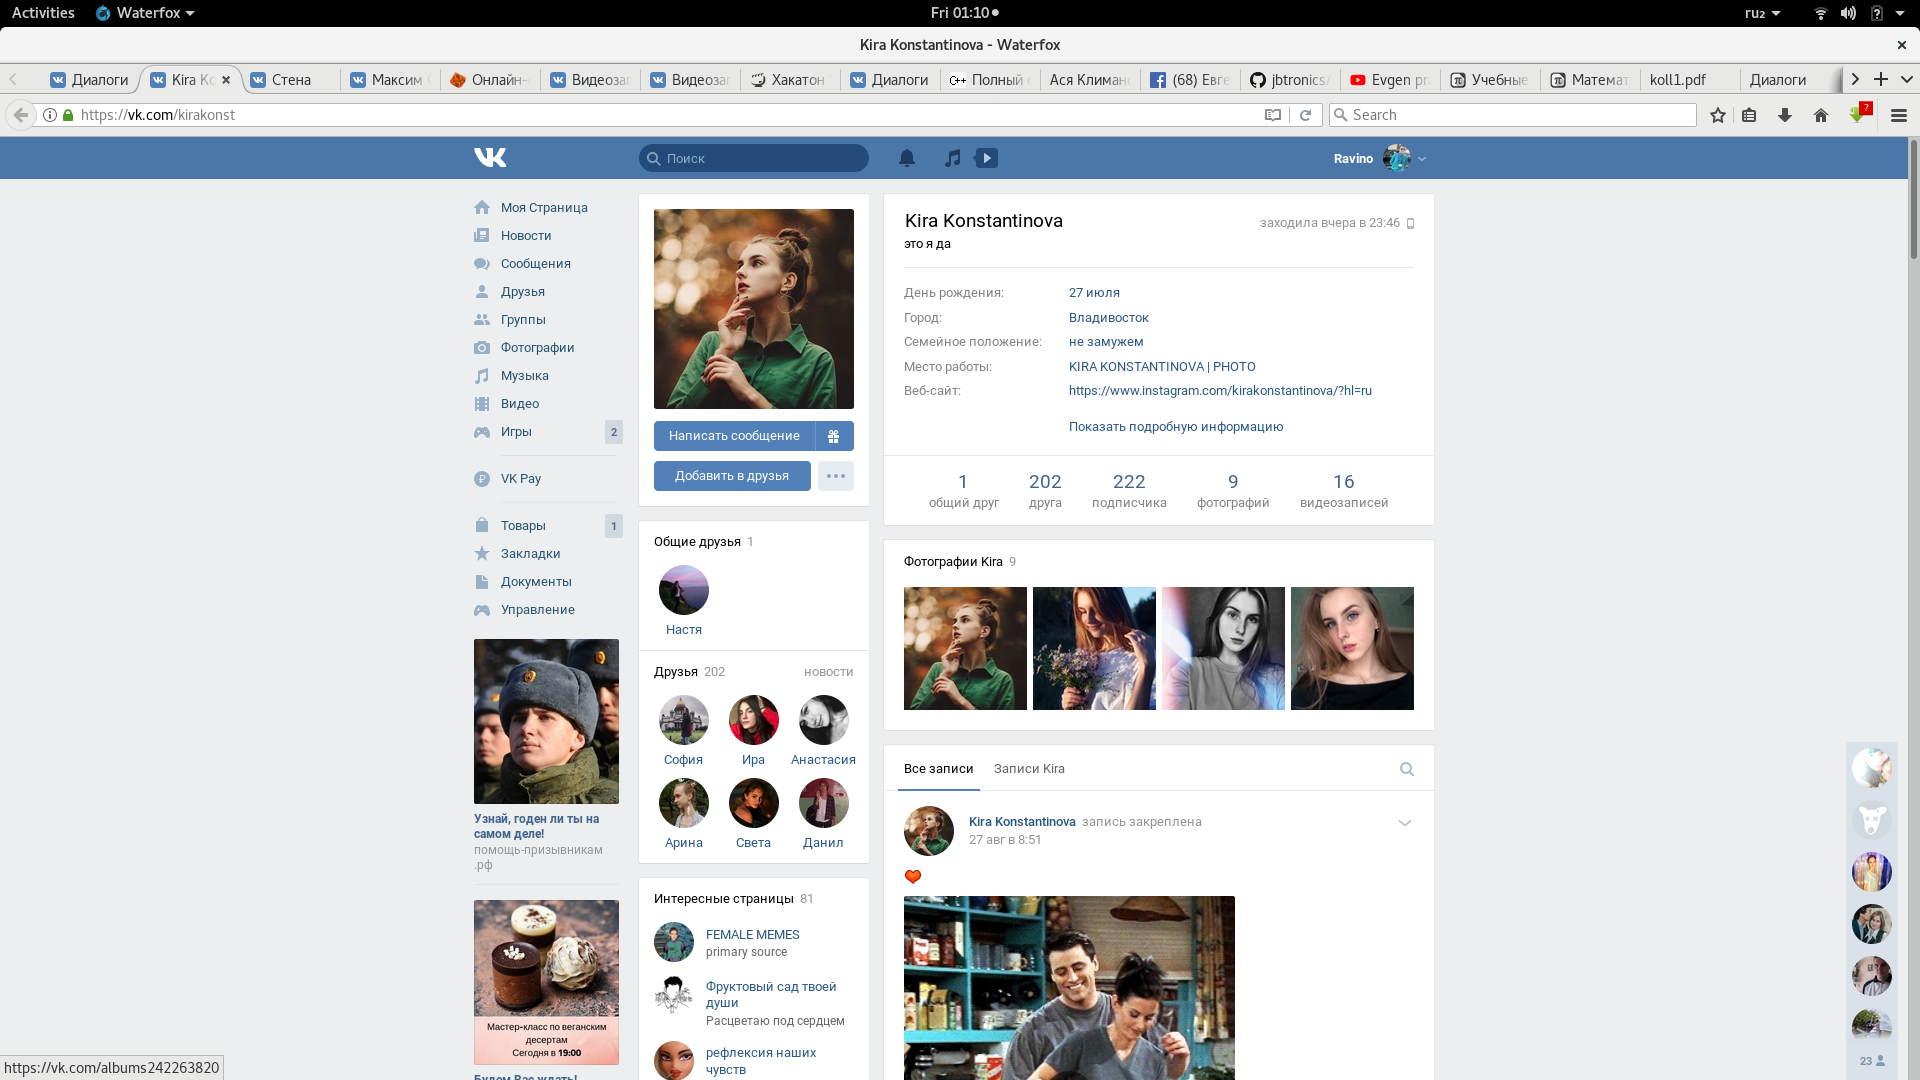 Activities
Waterfox
Fri 01:10
ru₂
Kira Konstantinova - Waterfox
Диалоги
Kira Ko
Стена
Максим
Онлайн-
Видеоза
Видеоза
Хакатон
Диалоги
Полный
Ася Климан
(68) Евге
jbtronics/
Evgen pr
Учебные
Математ
koll1.pdf
Диалоги
https://vk.com/kirakonst
Search
?
Поиск
Ravino
Моя Страница
Новости
Сообщения
Друзья
Группы
Фотографии
Музыка
Видео
Игры 2
VK Pay
Товары 1
Закладки
Документы
Управление
Узнай, годен ли ты на
самом деле!
помощь-призывникам
.рф
Мастер-класс по веганским
десертам
Сегодня в 19:00
Будем Вас ждать!
Написать сообщение
Добавить в друзья
Общие друзья 1
Настя
Друзья 202
новости
София
Ира
Анастасия
Арина
Света
Данил
Интересные страницы 81
FEMALE MEMES
primary source
Фруктовый сад твоей
души
Расцветаю под сердцем
рефлексия наших
чувств
Kira Konstantinova
заходила вчера в 23:46
это я да
День рождения: 27 июля
Город: Владивосток
Семейное положение: не замужем
Место работы: KIRA KONSTANTINOVA | PHOTO
Веб-сайт: https://www.instagram.com/kirakonstantinova/?hl=ru
Показать подробную информацию
1
общий друг
202
друга
222
подписчика
9
фотографий
16
видеозаписей
Фотографии Kira 9
Все записи
Записи Kira
Kira Konstantinova запись закреплена
27 авг в 8:51
23
https://vk.com/albums242263820